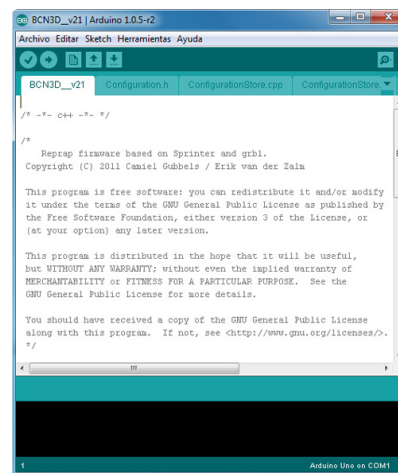 BCN3D__v21 | Arduino 1.0.5-r2
Archivo Editar Sketch Herramientas Ayuda
BCN3D__v21 Configuration.h ConfigurationStore.cpp ConfigurationStore.
/* -*- c++ -*- */
/*
Reprap firmware based on Sprinter and grbl.
Copyright (C) 2011 Camiel Gubbels / Erik van der Zalm
This program is free software: you can redistribute it and/or modify
it under the terms of the GNU General Public License as published by
the Free Software Foundation, either version 3 of the License, or
(at your option) any later version.
This program is distributed in the hope that it will be useful,
but WITHOUT ANY WARRANTY; without even the implied warranty of
MERCHANTABILITY or FITNESS FOR A PARTICULAR PURPOSE.  See the
GNU General Public License for more details.
You should have received a copy of the GNU General Public License
along with this program.  If not, see <http://www.gnu.org/licenses/>.
*/
1 Arduino Uno on COM1